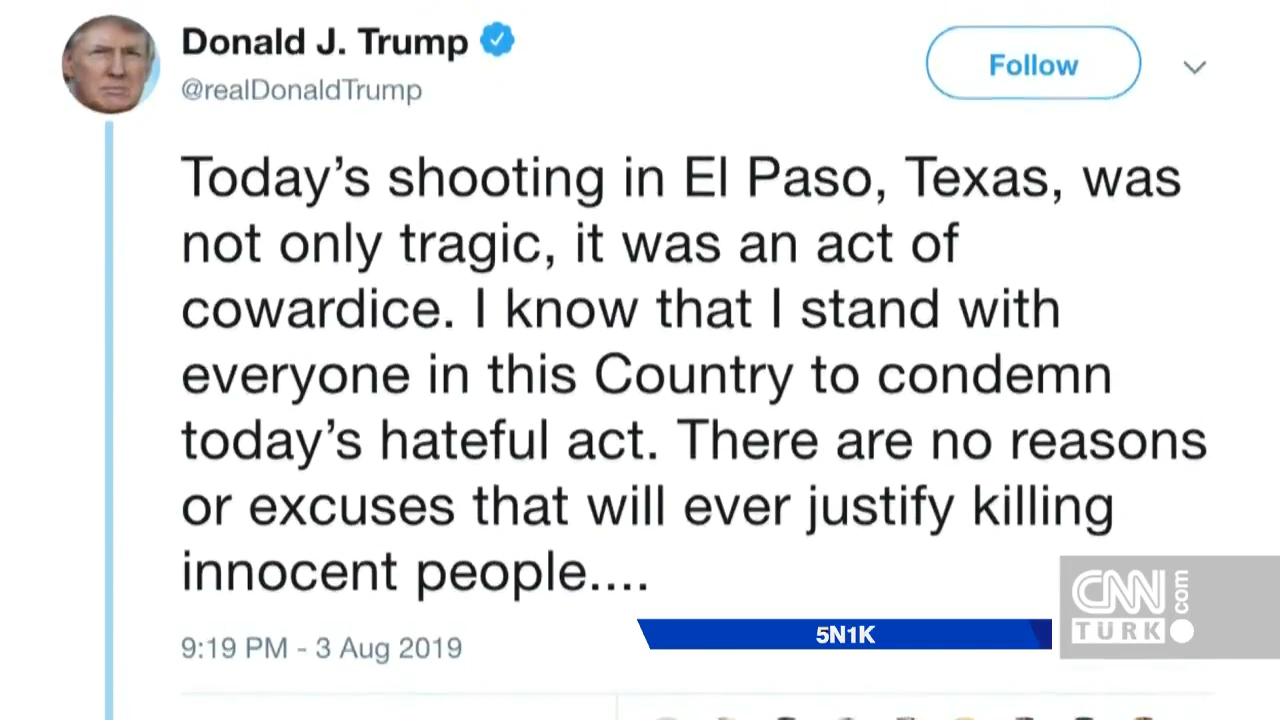 Donald J. Trump
@realDonaldTrump
Follow
Today's shooting in El Paso, Texas, was
not only tragic, it was an act of
cowardice. I know that I stand with
everyone in this Country to condemn
today's hateful act. There are no reasons
or excuses that will ever justify killing
innocent people....
9:19 PM - 3 Aug 2019
5N1K
CNN
TURK
.com